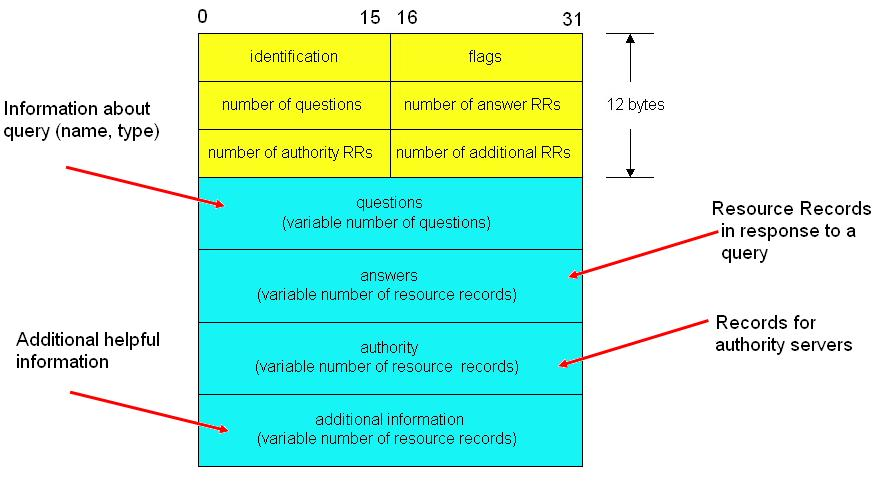 0 15 16 31
identification flags
number of questions number of answer RRs
number of authority RRs number of additional RRs
12 bytes
Information about
query (name, type)
questions
(variable number of questions)
Resource Records
in response to a
query
answers
(variable number of resource records)
Records for
authority servers
authority
(variable number of resource records)
Additional helpful
information
additional information
(variable number of resource records)